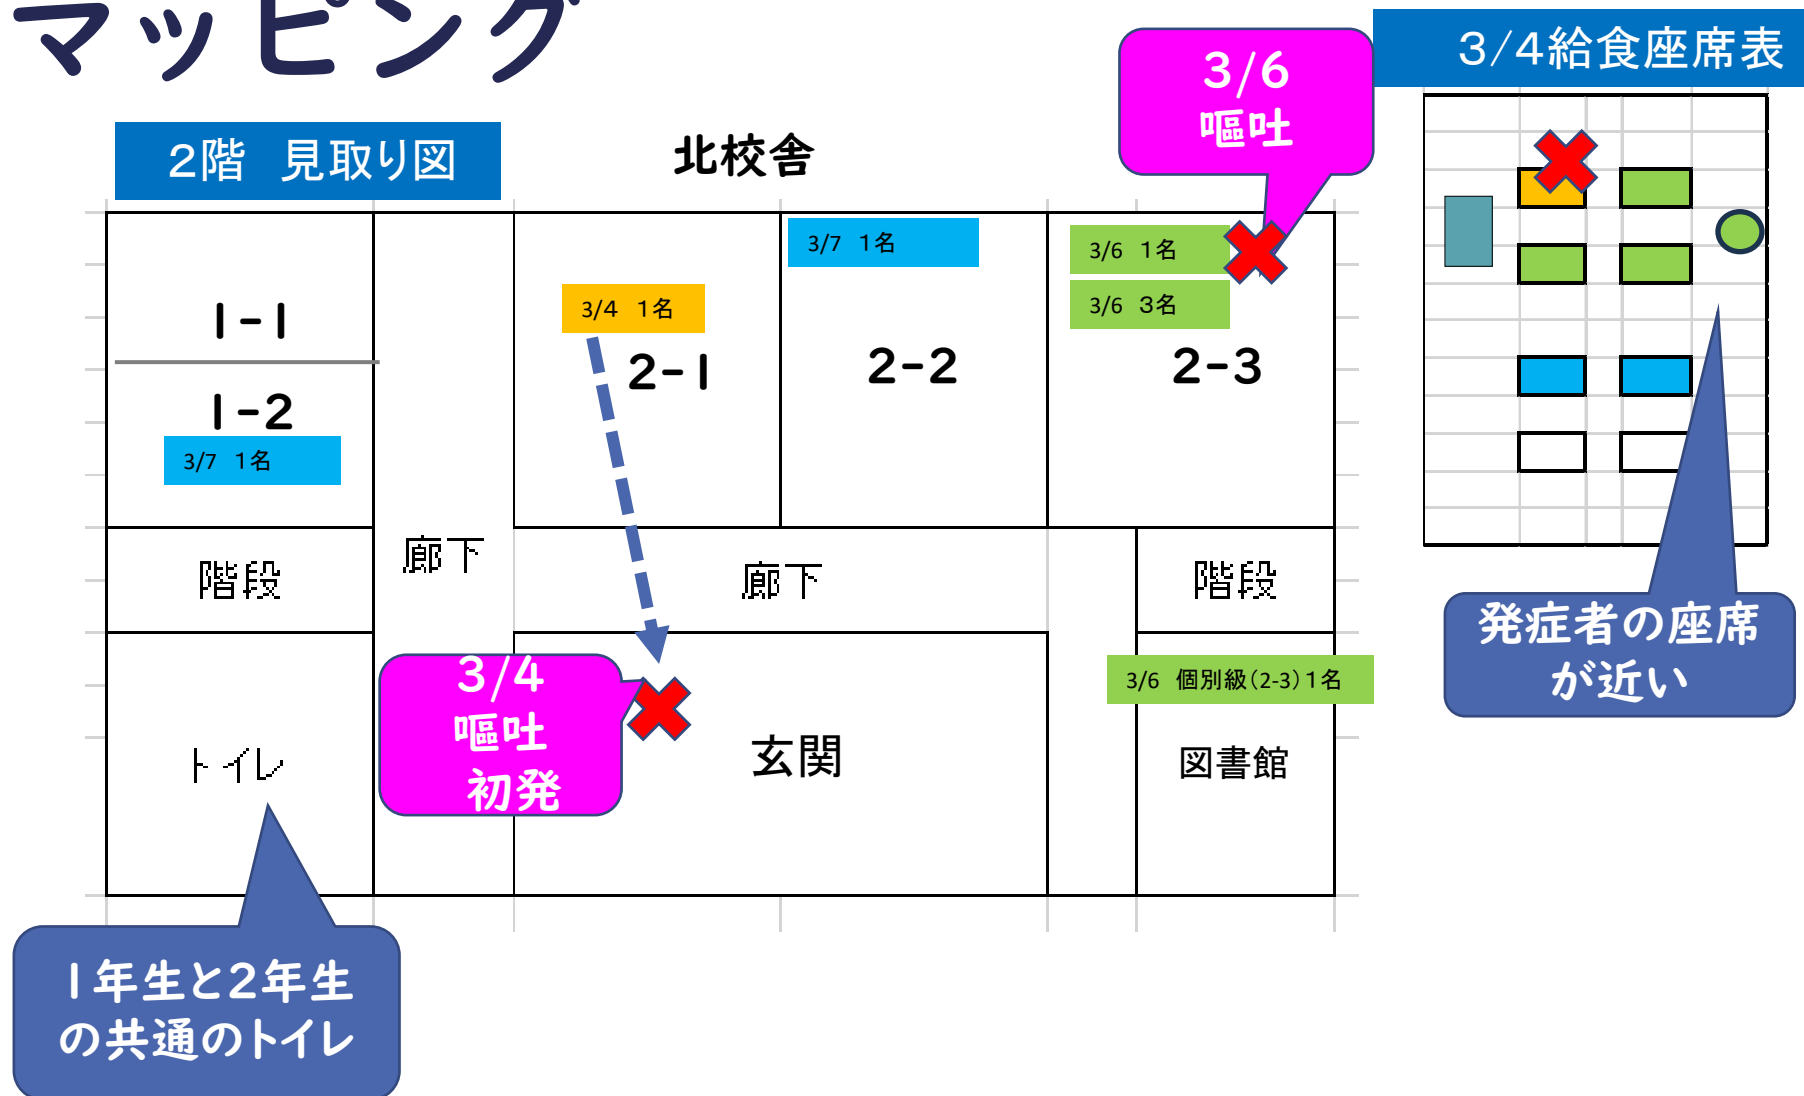 マッピング
2階　見取り図
北校舎
3/6
嘔吐
3/4給食座席表
3/7　1名
3/6　1名
3/4　1名
3/6　3名
1-1
2-1
2-2
2-3
1-2
3/7　1名
廊下
階段
廊下
階段
発症者の座席
が近い
3/4
嘔吐
初発
3/6　個別級(2-3)1名
トイレ
玄関
図書館
1年生と2年生
の共通のトイレ